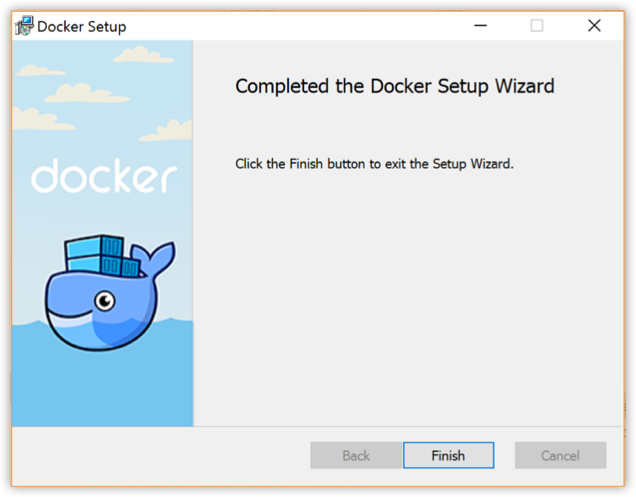 Docker Setup
Completed the Docker Setup Wizard
Click the Finish button to exit the Setup Wizard.
docker
Back
Finish
Cancel